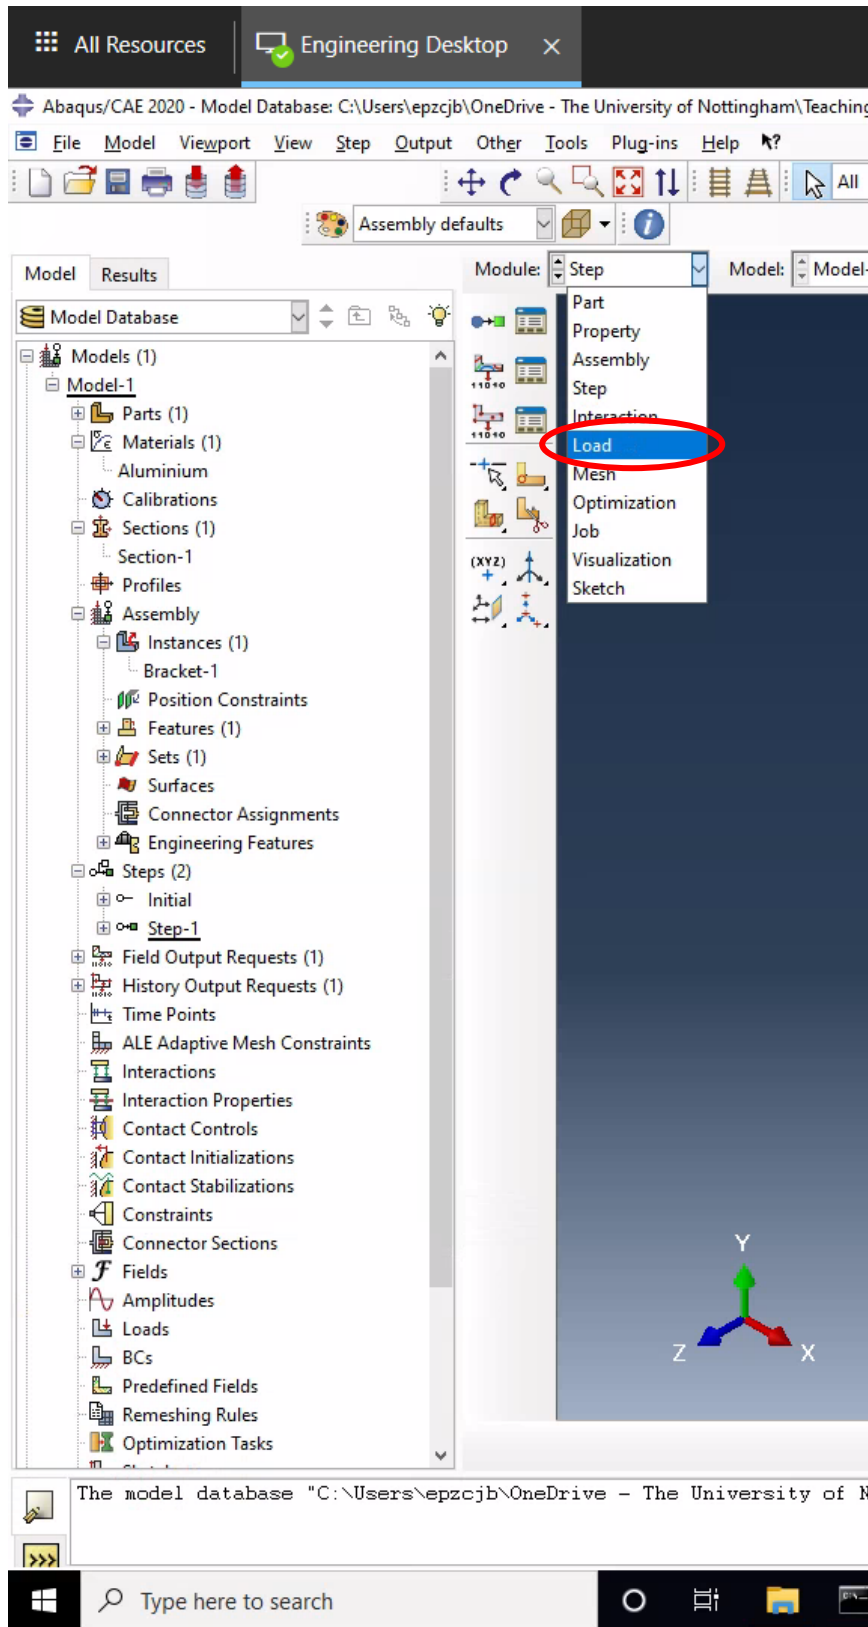 All Resources
Engineering Desktop ×
Abaqus/CAE 2020 - Model Database: C:\Users\epzcjb\OneDrive - The University of Nottingham\Teaching
File Model Viewport View Step Output Other Tools Plug-ins Help
All
Assembly defaults
Model Results
Module: Step Model: Model-
Model Database
Part
Property
Assembly
Step
Interaction
Load
Mesh
Optimization
Job
Visualization
Sketch
Models (1)
Model-1
Parts (1)
Materials (1)
Aluminium
Calibrations
Sections (1)
Section-1
Profiles
Assembly
Instances (1)
Bracket-1
Position Constraints
Features (1)
Sets (1)
Surfaces
Connector Assignments
Engineering Features
Steps (2)
Initial
Step-1
Field Output Requests (1)
History Output Requests (1)
Time Points
ALE Adaptive Mesh Constraints
Interactions
Interaction Properties
Contact Controls
Contact Initializations
Contact Stabilizations
Constraints
Connector Sections
Fields
Amplitudes
Loads
BCs
Predefined Fields
Remeshing Rules
Optimization Tasks
(XYZ)
Y
Z
X
The model database "C:\Users\epzcjb\OneDrive - The University of N
>>>
Type here to search